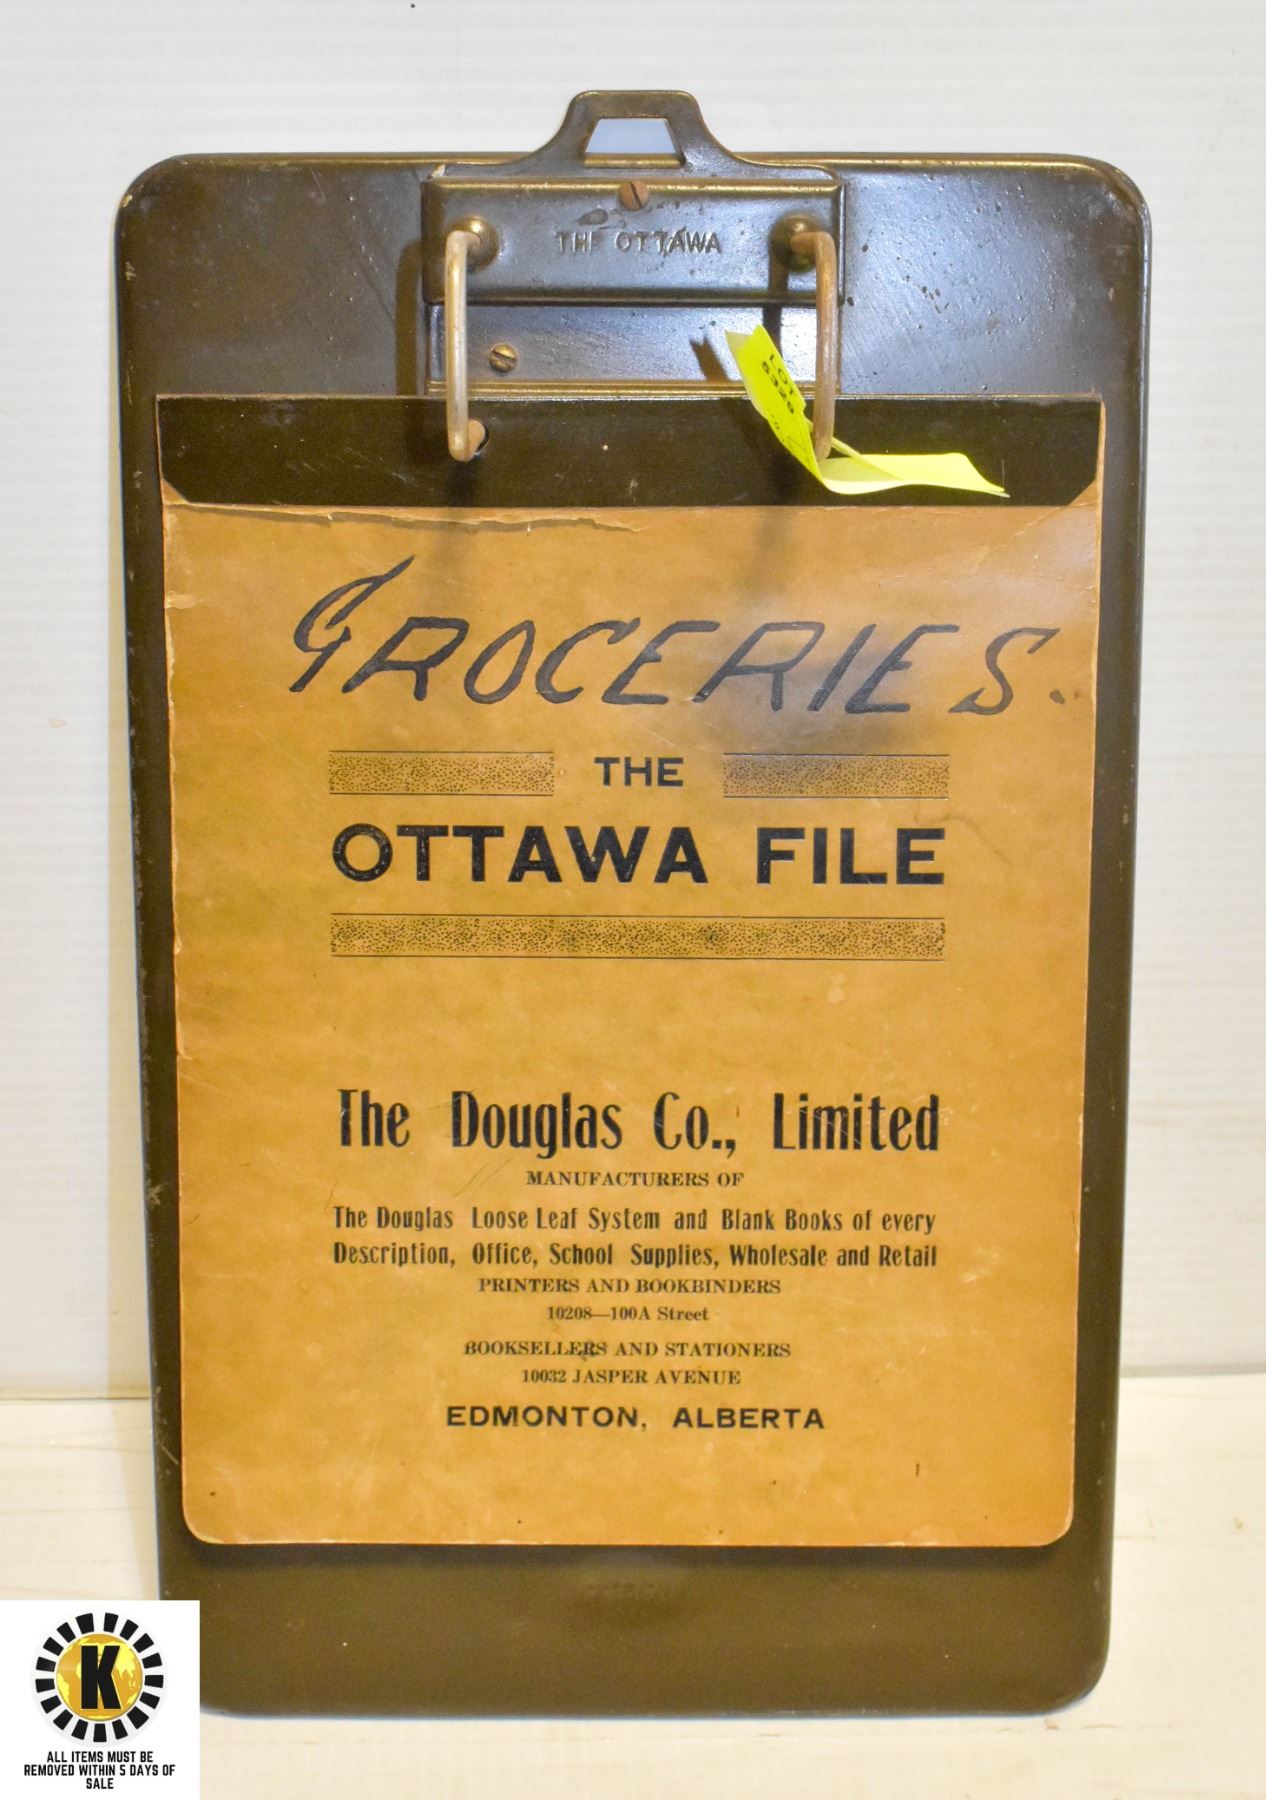 THE OTTAWA
LOT
GROCERIES.
THE
OTTAWA FILE
The Douglas Co., Limited
MANUFACTURERS OF
The Douglas Loose Leaf System and Blank Books of every
Description, Office, School Supplies, Wholesale and Retail
PRINTERS AND BOOKBINDERS
10208—100A Street
BOOKSELLERS AND STATIONERS
10032 JASPER AVENUE
EDMONTON, ALBERTA
K
ALL ITEMS MUST BE
REMOVED WITHIN 5 DAYS OF
SALE